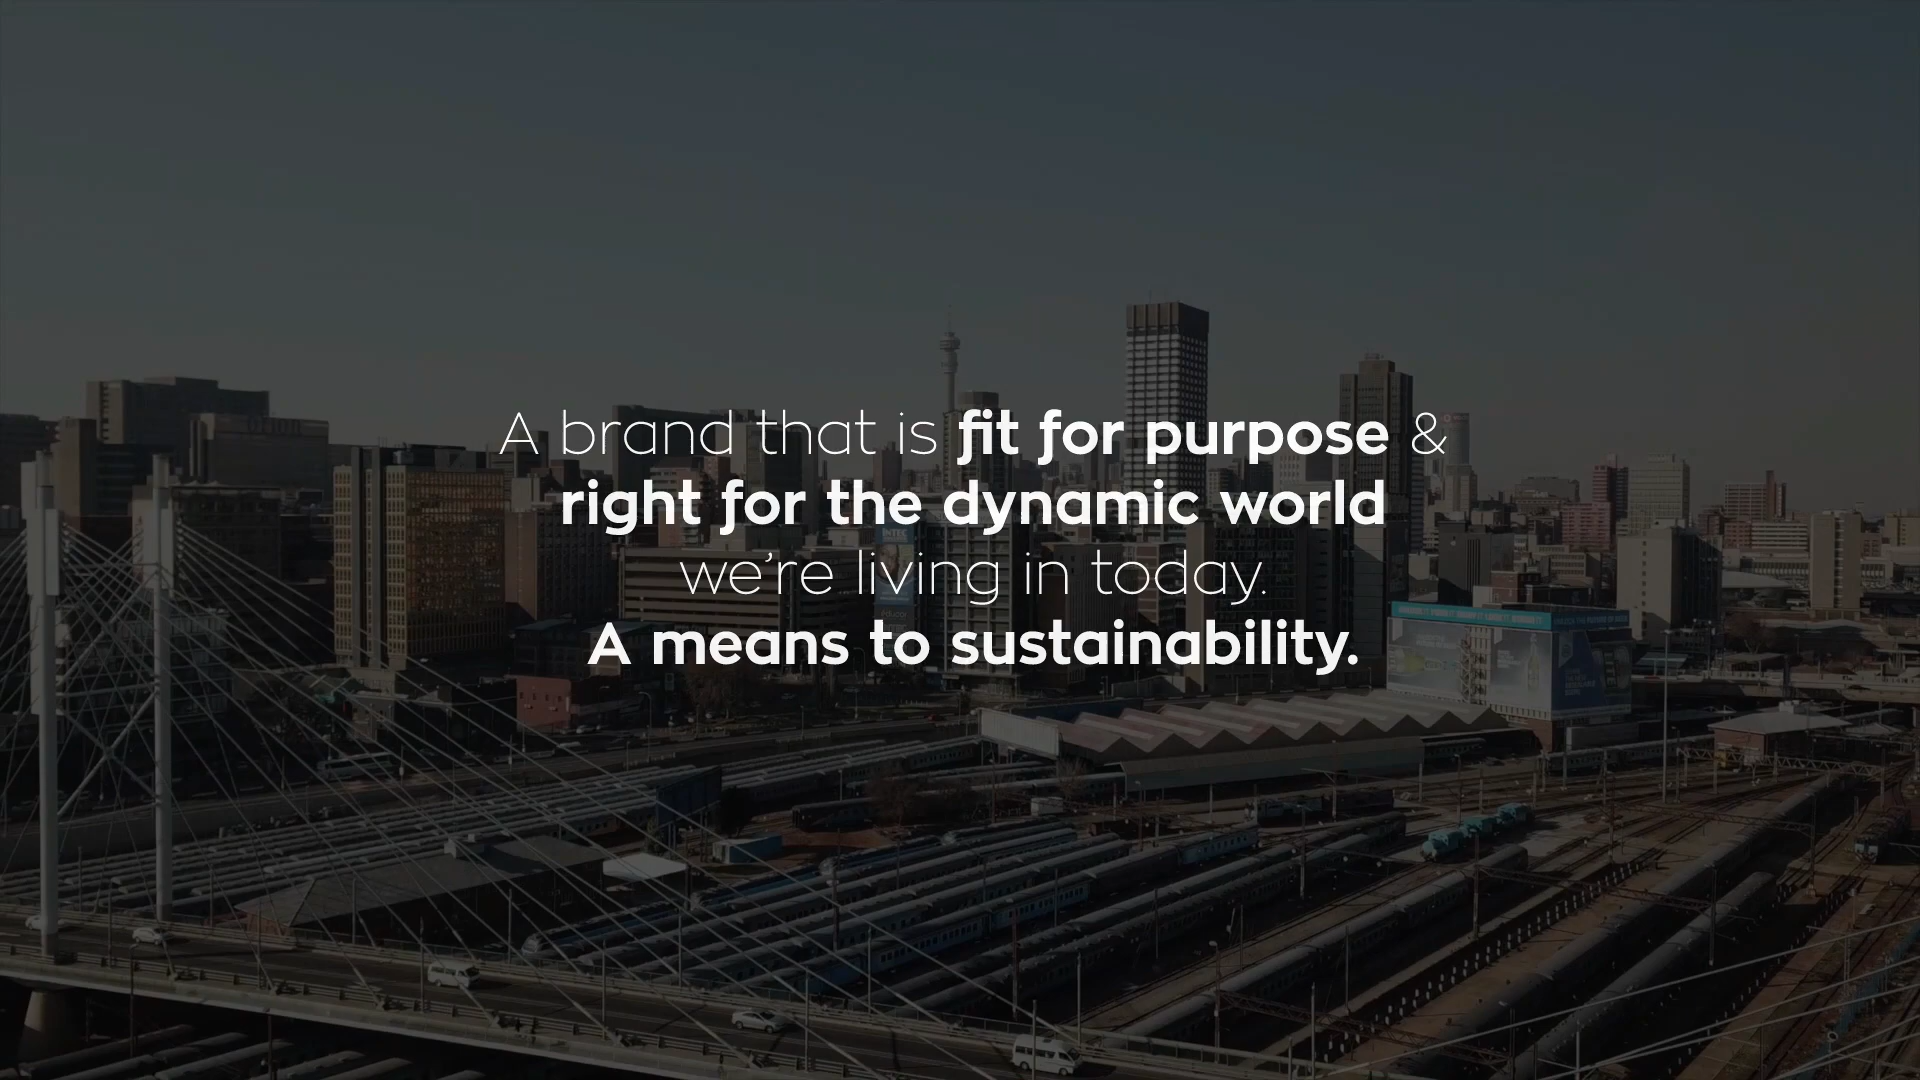 A brand that is fit for purpose &
right for the dynamic world
we're living in today.
A means to sustainability.
INTEC